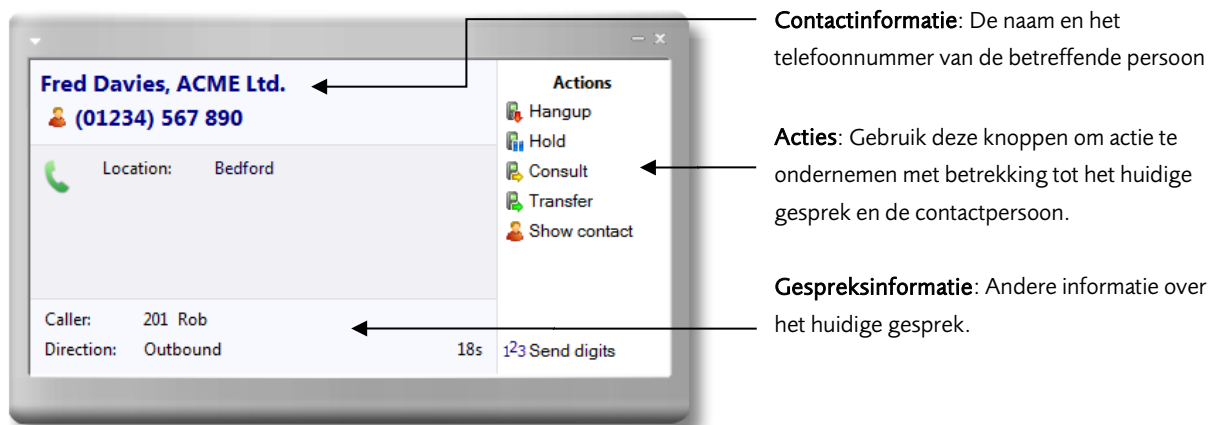 Fred Davies, ACME Ltd.
(01234) 567 890
Location: Bedford
Caller: 201 Rob
Direction: Outbound 18s
Actions
Hangup
Hold
Consult
Transfer
Show contact
123 Send digits
Contactinformatie: De naam en het
telefoonnummer van de betreffende persoon
Acties: Gebruik deze knoppen om actie te
ondernemen met betrekking tot het huidige
gesprek en de contactpersoon.
Gespreksinformatie: Andere informatie over
het huidige gesprek.